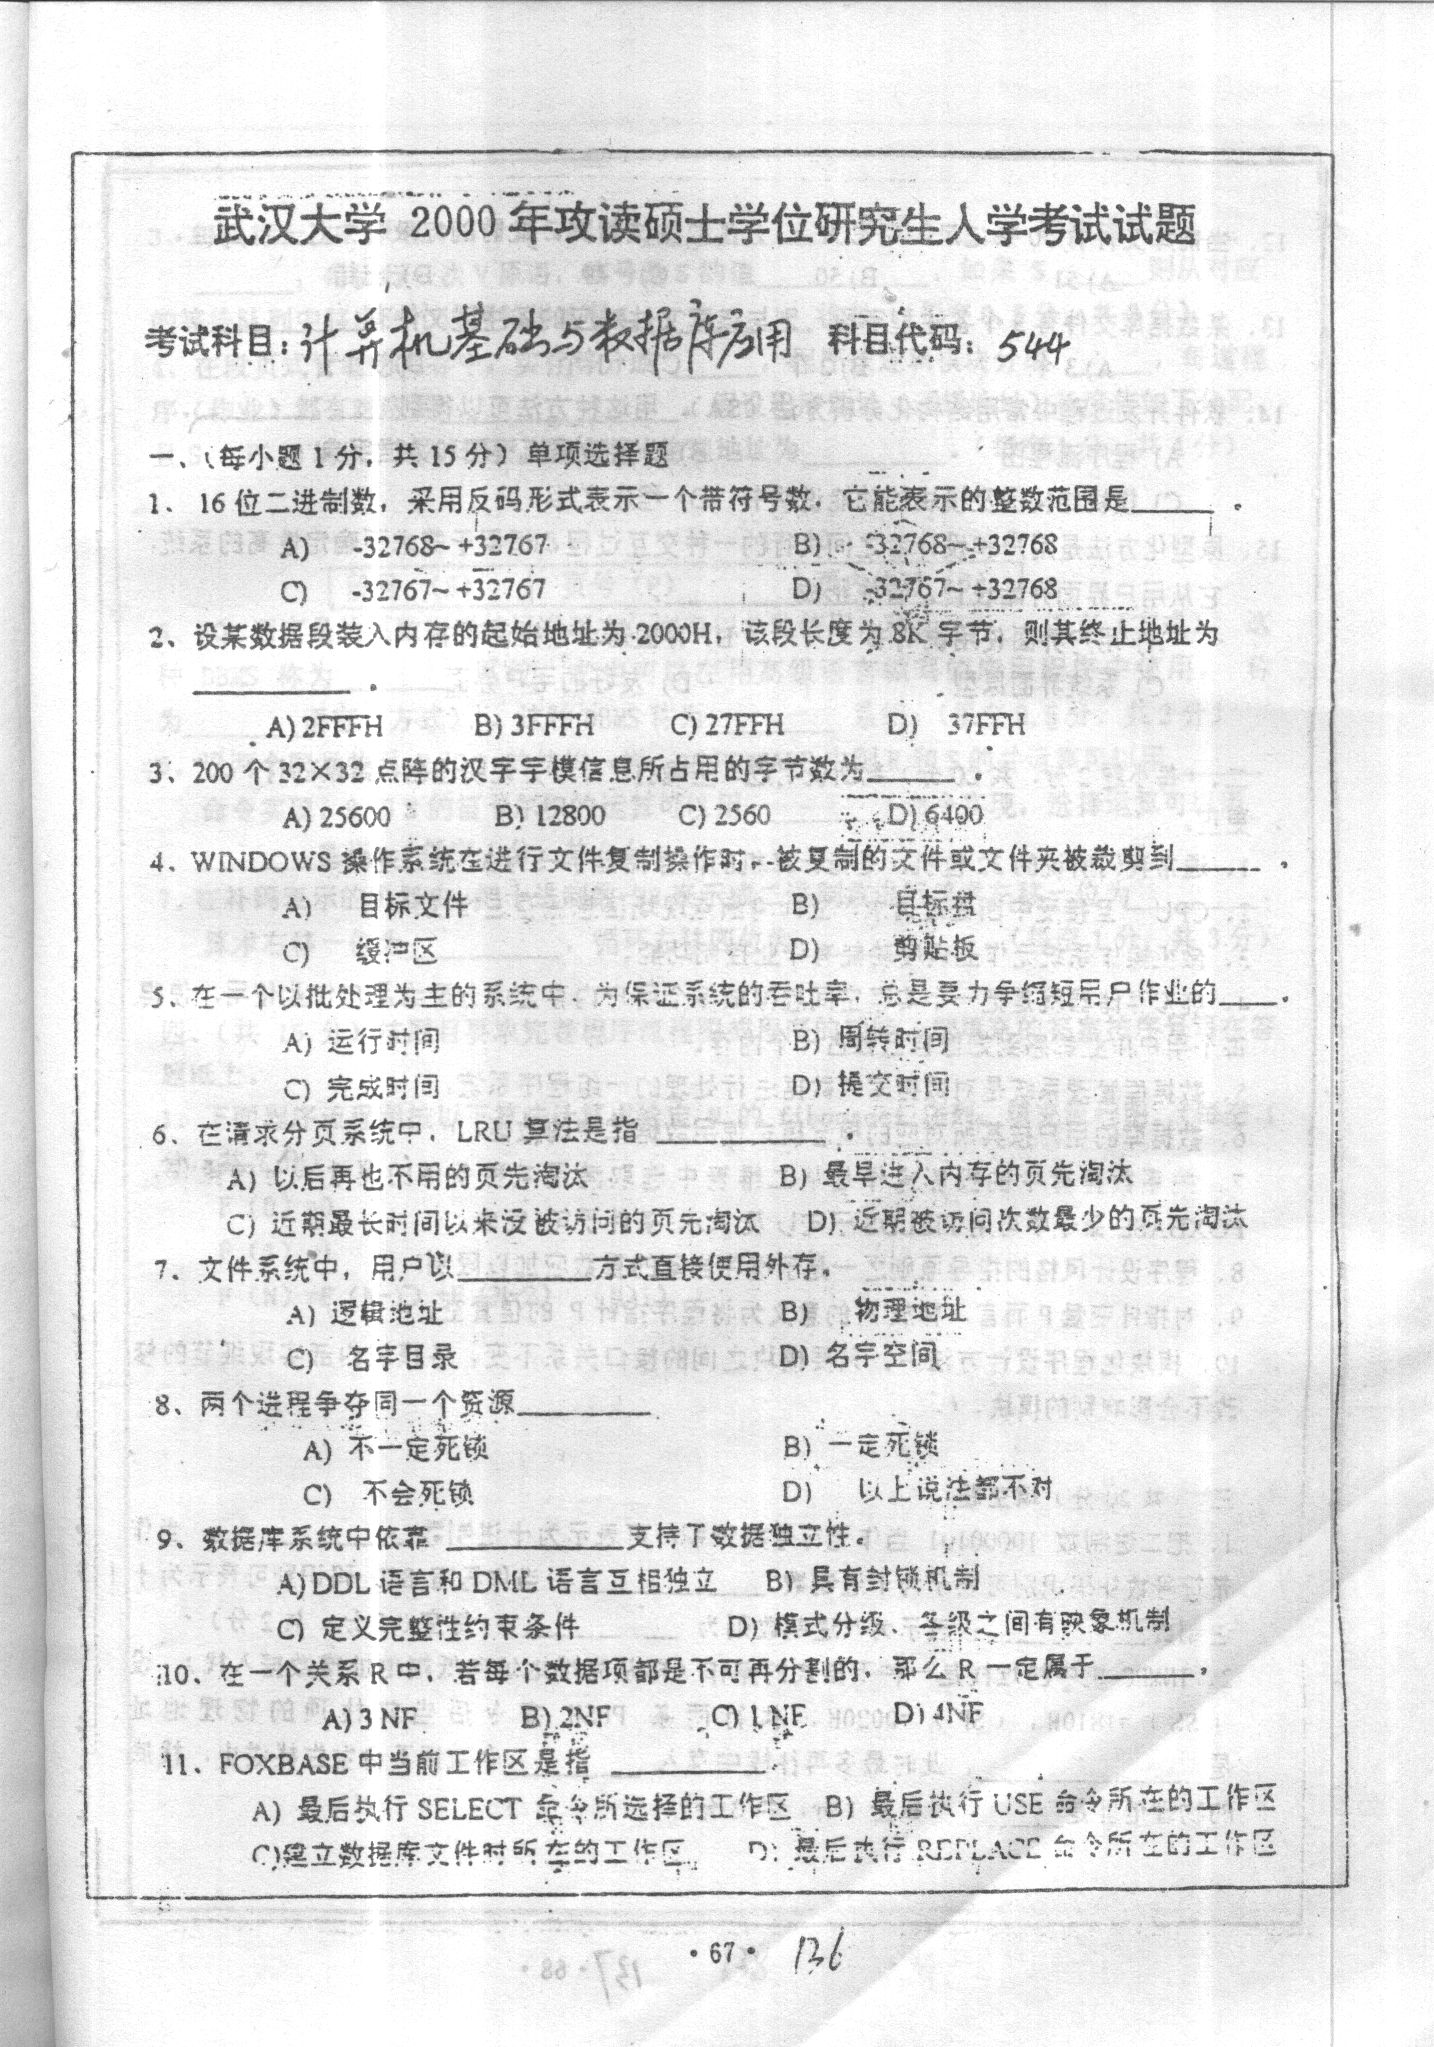 武汉大学 2000 年攻读硕士学位研究生入学考试试题
考试科目：计算机基础与数据库应用 科目代码：544
一、（每小题 1 分，共 15 分）单项选择题
1、16 位二进制数，采用反码形式表示一个带符号数，它能表示的整数范围是______。
A) -32768~ +32767 B) -32768~ +32768
C) -32767~ +32767 D) -32767~ +32768
2、设某数据段装入内存的起始地址为 2000H，该段长度为 8K 字节，则其终止地址为
___________。
A) 2FFFH B) 3FFFH C) 27FFH D) 37FFH
3、200 个 32×32 点阵的汉字字模信息所占用的字节数为______。
A) 25600 B) 12800 C) 2560 D) 6400
4、WINDOWS 操作系统在进行文件复制操作时，被复制的文件或文件夹被裁剪到______。
A) 目标文件 B) 目标盘
C) 缓冲区 D) 剪贴板
5、在一个以批处理为主的系统中，为保证系统的吞吐率，总是要力争缩短用户作业的____。
A) 运行时间 B) 周转时间
C) 完成时间 D) 提交时间
6、在请求分页系统中，LRU 算法是指 ____________。
A) 以后再也不用的页先淘汰 B) 最早进入内存的页先淘汰
C) 近期最长时间以来没被访问的页先淘汰 D) 近期被访问次数最少的页先淘汰
7、文件系统中，用户以_________方式直接使用外存。
A) 逻辑地址 B) 物理地址
C) 名字目录 D) 名字空间
8、两个进程争夺同一个资源_________
A) 不一定死锁 B) 一定死锁
C) 不会死锁 D) 以上说法都不对
9、数据库系统中依靠 ____________支持了数据独立性。
A) DDL 语言和 DML 语言互相独立 B) 具有封锁机制
C) 定义完整性约束条件 D) 模式分级、各级之间有映象机制
10、在一个关系 R 中，若每个数据项都是不可再分割的，那么 R 一定属于_______。
A) 3 NF B) 2NF C) 1 NF D) 4NF
11、FOXBASE 中当前工作区是指 ___________.
A) 最后执行 SELECT 命令所选择的工作区 B) 最后执行 USE 命令所在的工作区
C)建立数据库文件时所在的工作区 D) 最后执行 REPLACE 命令所在的工作区
· 67 · 136